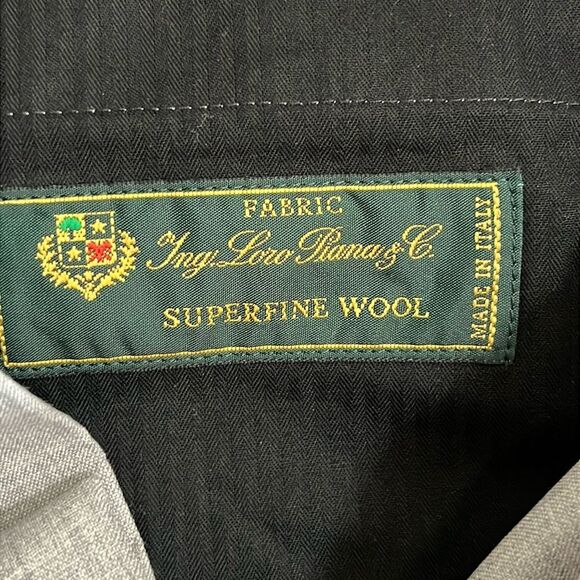 FABRIC
Ing. Loro Piana & C.
SUPERFINE WOOL
MADE IN ITALY